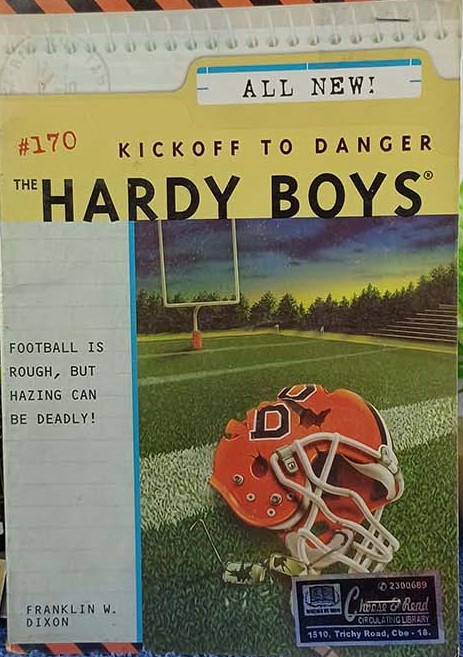 ALL NEW!
#170 KICKOFF TO DANGER
THE HARDY BOYS®
FOOTBALL IS
ROUGH, BUT
HAZING CAN
BE DEADLY!
FRANKLIN W.
DIXON
2300689
Choose & Read
CIRCULATING LIBRARY
1510, Trichy Road, Cbe - 18.